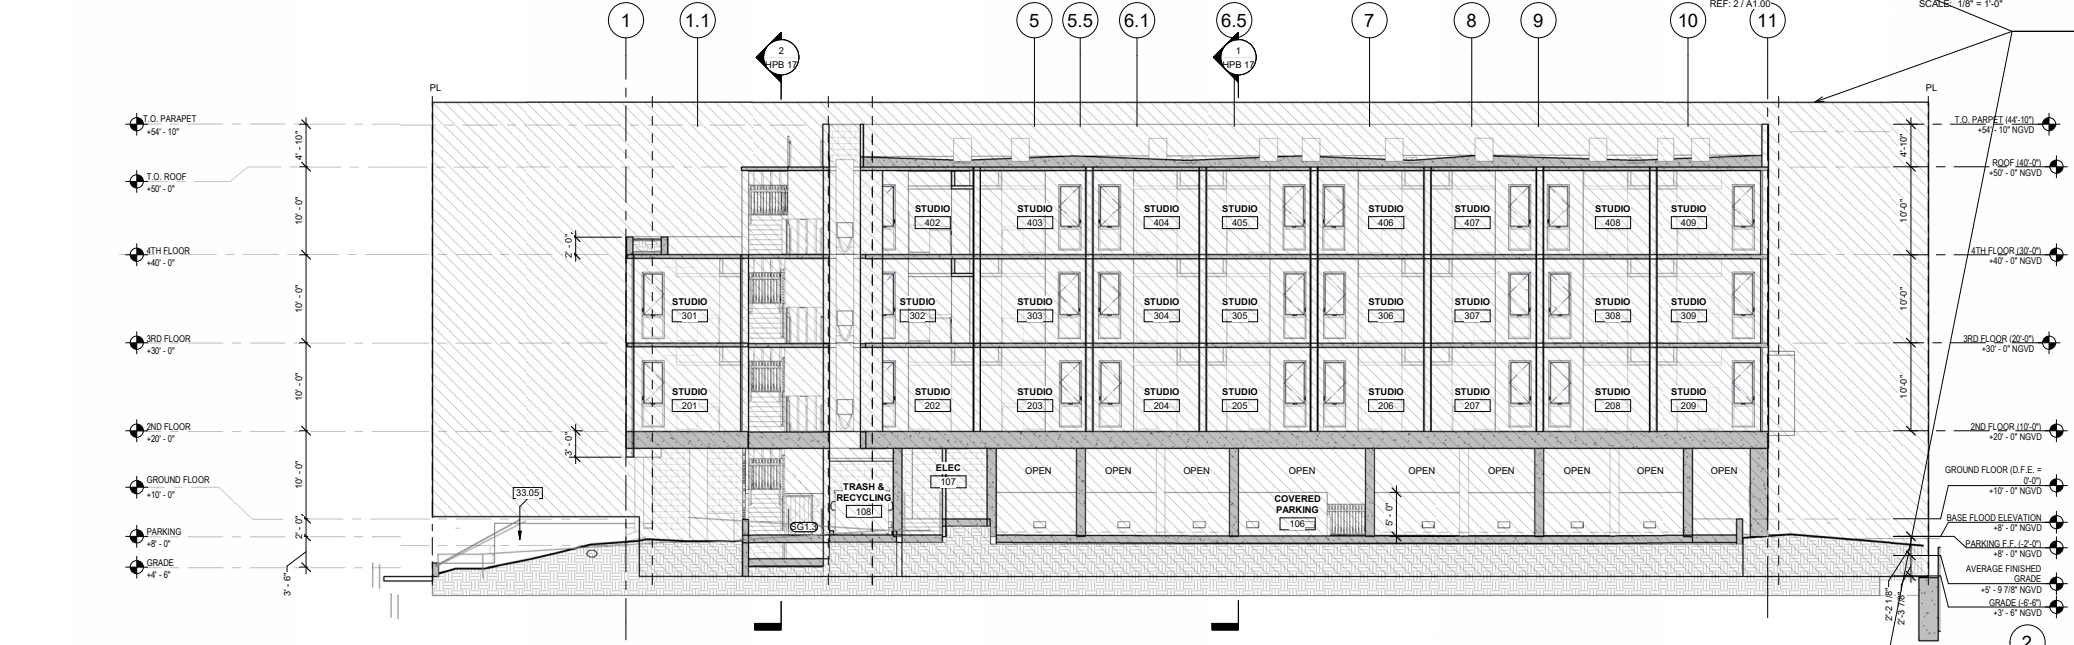 REF: 2 / A1.00
SCALE: 1/8" = 1'-0"
1
1.1
5
5.5
6.1
6.5
7
8
9
10
11
2
HPB 17
1
HPB 17
PL
PL
T.O. PARAPET
+54' - 10"
T.O. ROOF
+50' - 0"
4TH FLOOR
+40' - 0"
3RD FLOOR
+30' - 0"
2ND FLOOR
+20' - 0"
GROUND FLOOR
+10' - 0"
PARKING
+8' - 0"
GRADE
+4' - 6"
4' - 10"
10' - 0"
10' - 0"
10' - 0"
10' - 0"
2' - 0"
3' - 6"
2' - 0"
3' - 0"
33.05
STUDIO
402
STUDIO
403
STUDIO
404
STUDIO
405
STUDIO
406
STUDIO
407
STUDIO
408
STUDIO
409
STUDIO
301
STUDIO
302
STUDIO
303
STUDIO
304
STUDIO
305
STUDIO
306
STUDIO
307
STUDIO
308
STUDIO
309
STUDIO
201
STUDIO
202
STUDIO
203
STUDIO
204
STUDIO
205
STUDIO
206
STUDIO
207
STUDIO
208
STUDIO
209
ELEC
107
TRASH &
RECYCLING
108
SG1.3
OPEN
OPEN
OPEN
OPEN
OPEN
OPEN
OPEN
OPEN
COVERED
PARKING
106
5' - 0"
4'-10"
10'-0"
10'-0"
10'-0"
2'-2 1/8"
2'-3 7/8"
T.O. PARPET (44'-10")
+54' - 10" NGVD
ROOF (40'-0")
+50' - 0" NGVD
4TH FLOOR (30'-0")
+40' - 0" NGVD
3RD FLOOR (20'-0")
+30' - 0" NGVD
2ND FLOOR (10'-0")
+20' - 0" NGVD
GROUND FLOOR (D.F.E. =
0'-0")
+10' - 0" NGVD
BASE FLOOD ELEVATION
+8' - 0" NGVD
PARKING F.F. (-2'-0")
+8' - 0" NGVD
AVERAGE FINISHED
GRADE
+5' - 9 7/8" NGVD
GRADE (-6'-6")
+3' - 6" NGVD
2